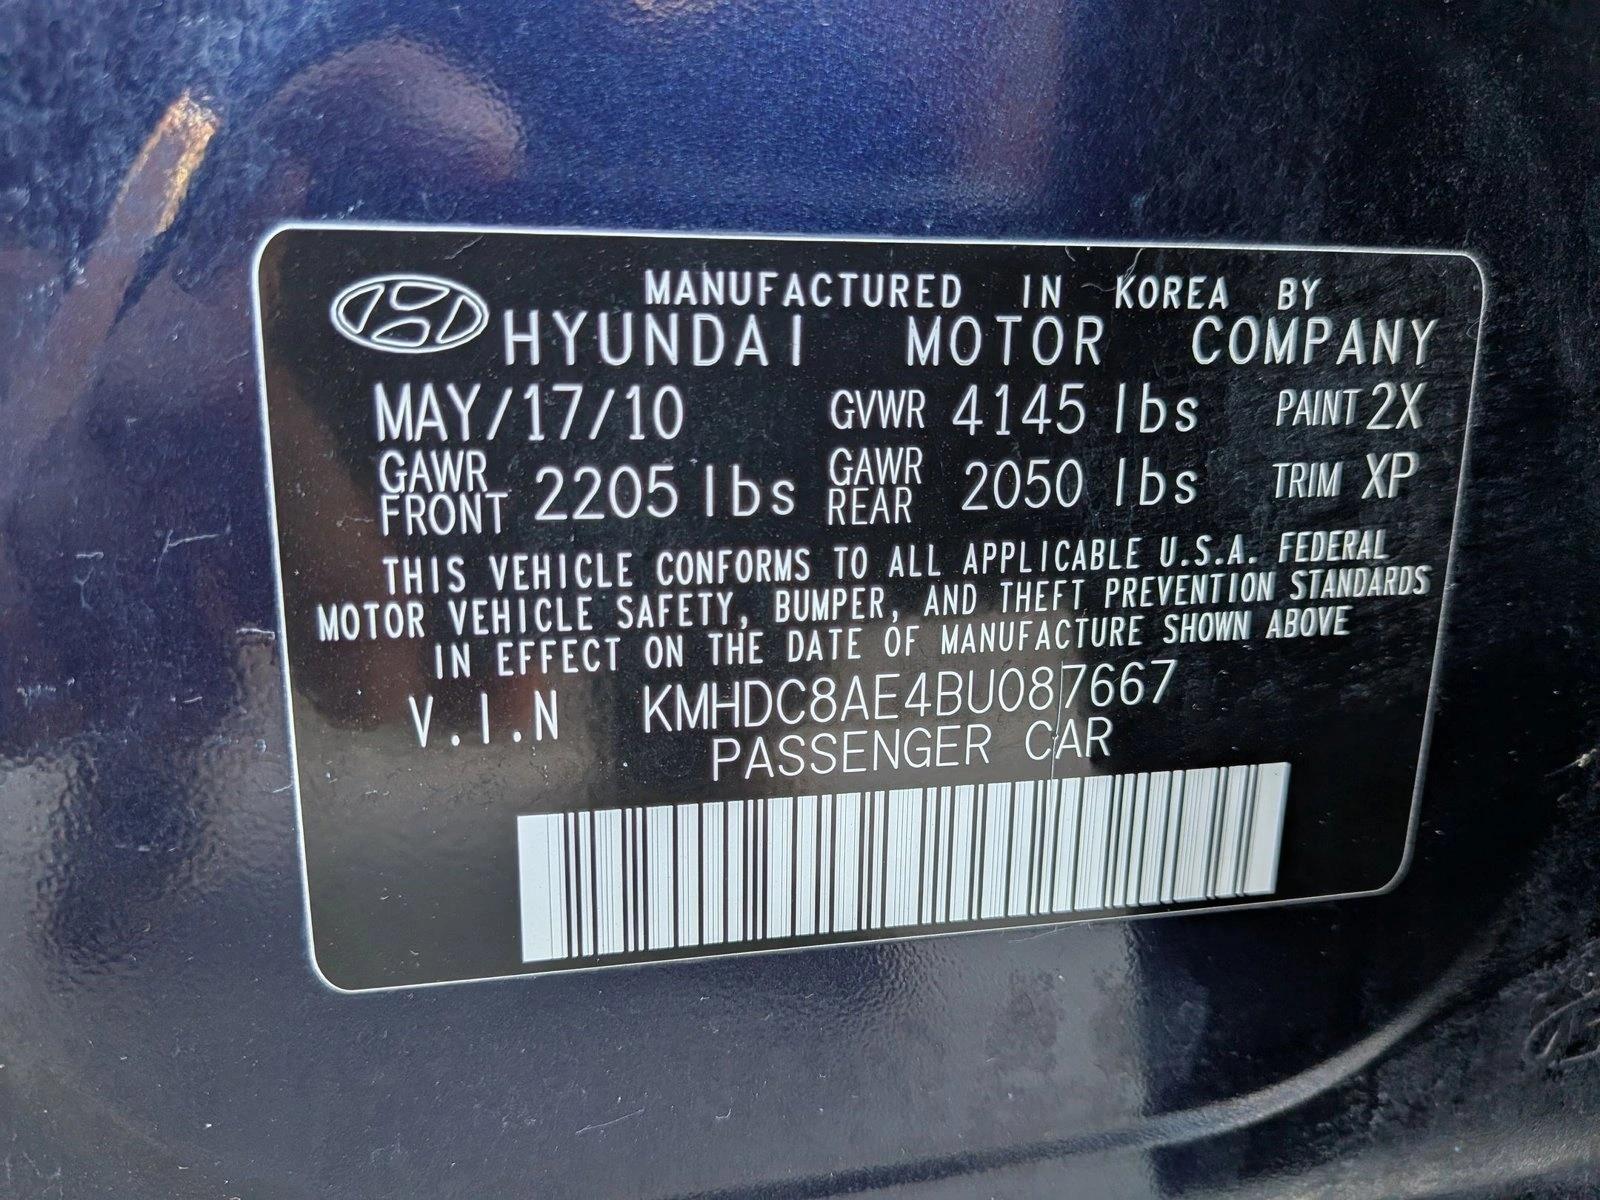 MANUFACTURED IN KOREA BY
HYUNDAI MOTOR COMPANY
MAY/17/10 GVWR 4145 lbs PAINT 2X
GAWR FRONT 2205 lbs GAWR REAR 2050 lbs TRIM XP
THIS VEHICLE CONFORMS TO ALL APPLICABLE U.S.A. FEDERAL
MOTOR VEHICLE SAFETY, BUMPER, AND THEFT PREVENTION STANDARDS
IN EFFECT ON THE DATE OF MANUFACTURE SHOWN ABOVE
V.I.N KMHDC8AE4BU087667
PASSENGER CAR